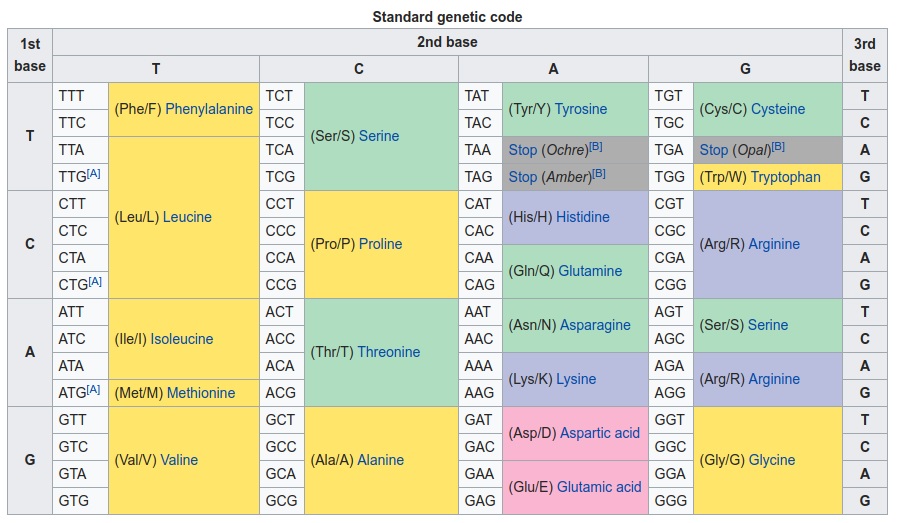 Standard genetic code
1st base 2nd base 3rd base
T C A G
T TTT (Phe/F) Phenylalanine TCT (Ser/S) Serine TAT (Tyr/Y) Tyrosine TGT (Cys/C) Cysteine T
TTC TCC TAC TGC C
TTA (Leu/L) Leucine TCA TAA Stop (Ochre)[B] TGA Stop (Opal)[B] A
TTG[A] TCG TAG Stop (Amber)[B] TGG (Trp/W) Tryptophan G
C CTT CCT (Pro/P) Proline CAT (His/H) Histidine CGT (Arg/R) Arginine T
CTC CCC CAC CGC C
CTA CCA CAA (Gln/Q) Glutamine CGA A
CTG[A] CCG CAG CGG G
A ATT (Ile/I) Isoleucine ACT (Thr/T) Threonine AAT (Asn/N) Asparagine AGT (Ser/S) Serine T
ATC ACC AAC AGC C
ATA ACA AAA (Lys/K) Lysine AGA (Arg/R) Arginine A
ATG[A] (Met/M) Methionine ACG AAG AGG G
G GTT (Val/V) Valine GCT (Ala/A) Alanine GAT (Asp/D) Aspartic acid GGT (Gly/G) Glycine T
GTC GCC GAC GGC C
GTA GCA GAA (Glu/E) Glutamic acid GGA A
GTG GCG GAG GGG G